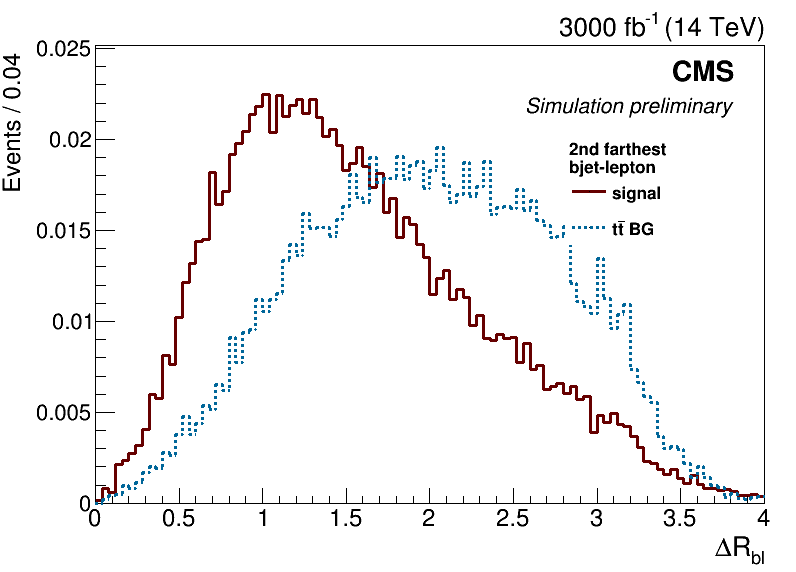 3000 fb-1 (14 TeV)
CMS
Simulation preliminary
2nd farthest
bjet-lepton
signal
tt̄ BG
Events / 0.04
0.025
0.02
0.015
0.01
0.005
0
0 0.5 1 1.5 2 2.5 3 3.5 4
ΔRbl